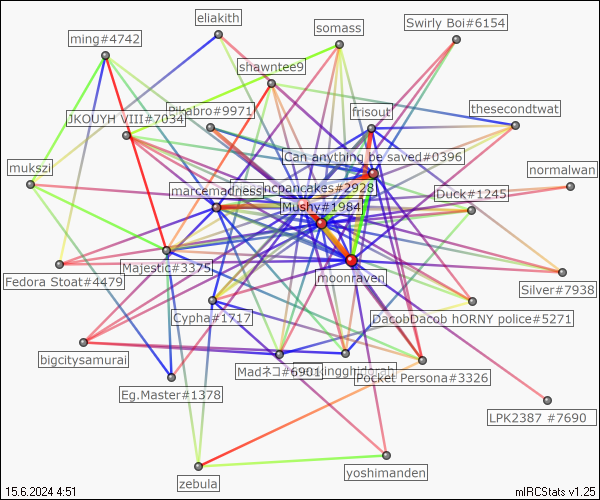 eliakith
somass
Swirly Boi#6154
ming#4742
shawntee9
Pikabro#9971
frisout
thesecondtwat
JKOUYH VIII#7034
Can anything be saved#0396
mukszi
normalwan
marcemadness
ncpancakes#2928
Duck#1245
Mushy#1984
Majestic#3375
moonraven
Fedora Stoat#4479
Silver#7938
Cypha#1717
DacobDacob hORNY police#5271
bigcitysamurai
Madネコ#6901
kingghidorah
Pocket Persona#3326
Eg.Master#1378
LPK2387 #7690
zebula
yoshimanden
15.6.2024 4:51
mIRCStats v1.25